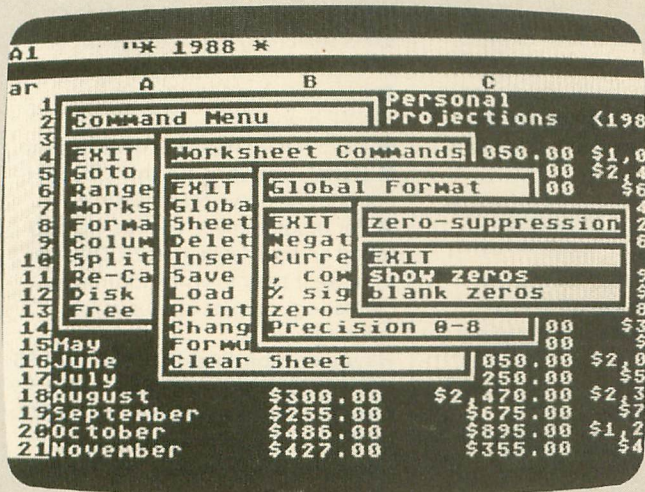 A1 "* 1988 *
ar A B C
1 Personal
2 Command Menu Projections (198
3
4 EXIT Worksheet Commands 050.00 $1,0
5 Goto 00 $2,4
6 Range EXIT Global Format 00 $6
7 Works Globa 4
8 Forma Sheet EXIT zero-suppression 2
9 Colum Delet Negat 6
10 Split Inser Curre EXIT
11 Re-Ca Save , com show zeros $
12 Disk Load % sig blank zeros $
13 Free Print zero- 8
14 Chang Precision 0-8 00 $3
15 May Formu 00 $
16 June Clear Sheet 050.00 $2,0
17 July 250.00 $5
18 August $300.00 $2,470.00 $2,3
19 September $255.00 $675.00 $7
20 October $486.00 $895.00 $1,2
21 November $427.00 $355.00 $4